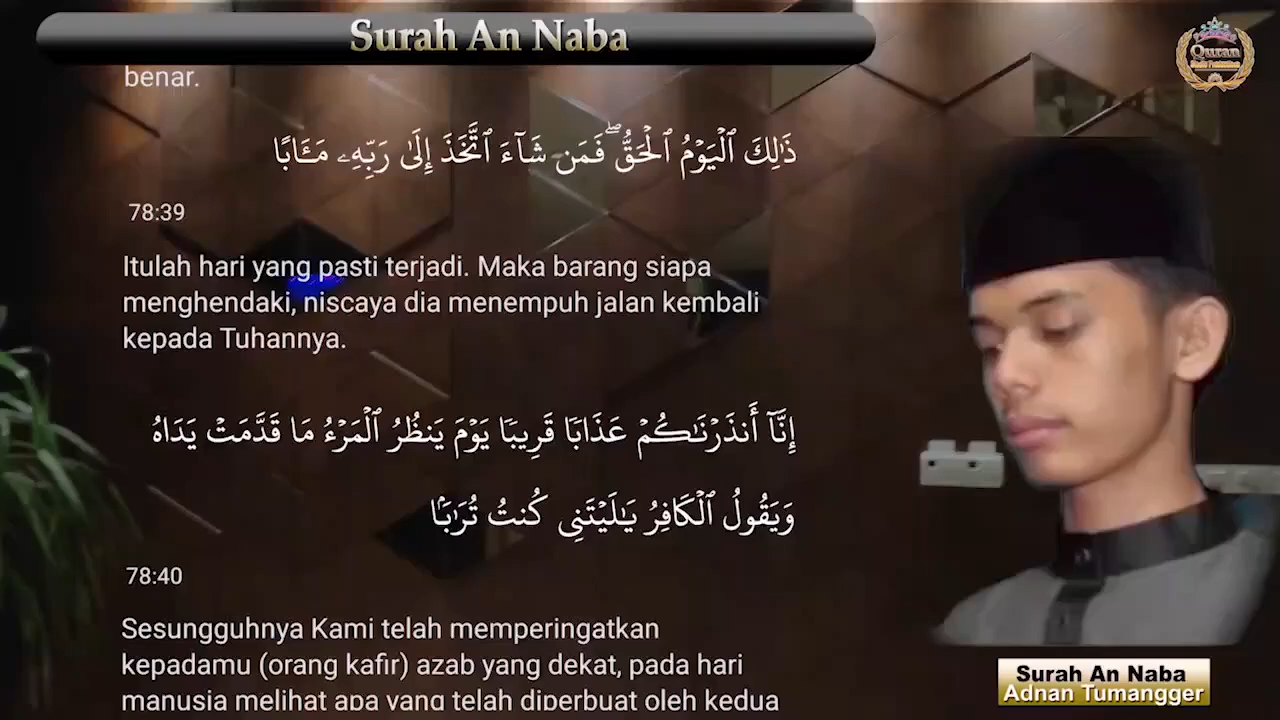 Surah An Naba
Quran
benar.
ذَٰلِكَ ٱلْيَوْمُ ٱلْحَقُّ ۖ فَمَن شَآءَ ٱتَّخَذَ إِلَىٰ رَبِّهِۦ مَـَٔابًا
78:39
Itulah hari yang pasti terjadi. Maka barang siapa
menghendaki, niscaya dia menempuh jalan kembali
kepada Tuhannya.
إِنَّآ أَنذَرْنَـٰكُمْ عَذَابًا قَرِيبًا يَوْمَ يَنظُرُ ٱلْمَرْءُ مَا قَدَّمَتْ يَدَاهُ
وَيَقُولُ ٱلْكَافِرُ يَـٰلَيْتَنِى كُنتُ تُرَٰبًۢا
78:40
Sesungguhnya Kami telah memperingatkan
kepadamu (orang kafir) azab yang dekat, pada hari
manusia melihat apa yang telah diperbuat oleh kedua
Surah An Naba
Adnan Tumangger